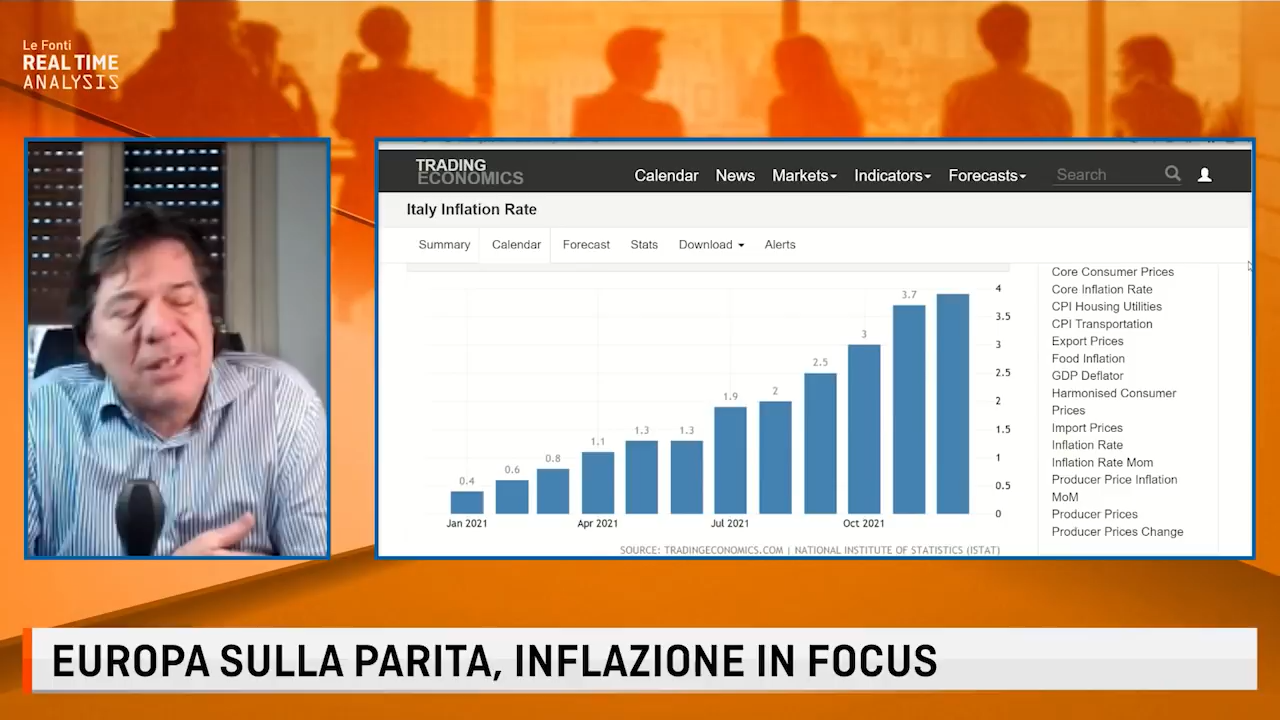 Le Fonti
REAL TIME
ANALYSIS
TRADING
ECONOMICS
Calendar News Markets Indicators Forecasts Search
Italy Inflation Rate
Summary Calendar Forecast Stats Download Alerts
0.4 0.6 0.8 1.1 1.3 1.3 1.9 2 2.5 3 3.7
4
3.5
3
2.5
2
1.5
1
0.5
0
Jan 2021 Apr 2021 Jul 2021 Oct 2021
SOURCE: TRADINGECONOMICS.COM | NATIONAL INSTITUTE OF STATISTICS (ISTAT)
Core Consumer Prices
Core Inflation Rate
CPI Housing Utilities
CPI Transportation
Export Prices
Food Inflation
GDP Deflator
Harmonised Consumer
Prices
Import Prices
Inflation Rate
Inflation Rate Mom
Producer Price Inflation
MoM
Producer Prices
Producer Prices Change
EUROPA SULLA PARITA, INFLAZIONE IN FOCUS